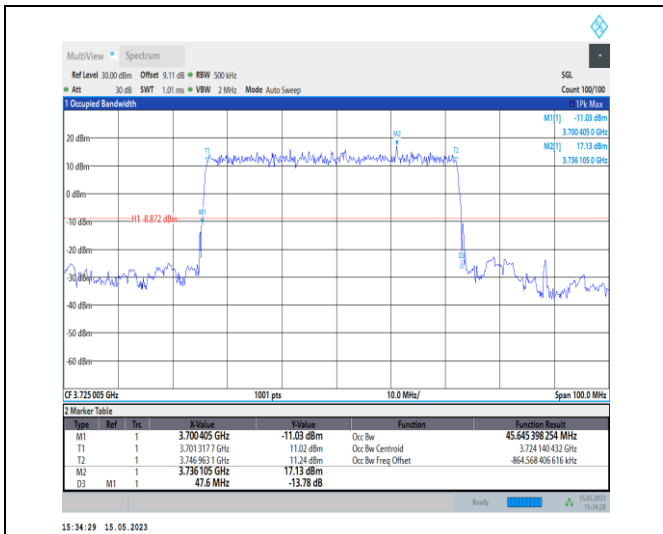 MultiView Spectrum
Ref Level 30.00 dBm Offset 9.11 dB RBW 500 kHz SGL
Att 30 dB SWT 1.01 ms VBW 2 MHz Mode Auto Sweep Count 100/100
1 Occupied Bandwidth 1Pk Max
M1[1] -11.03 dBm
3.700 405 0 GHz
M2[1] 17.13 dBm
3.736 105 0 GHz
20 dBm
M2
T1
T2
10 dBm
0 dBm
M1
H1 -8.872 dBm
-10 dBm
-20 dBm
D3
-30 dBm
-40 dBm
-50 dBm
-60 dBm
CF 3.725 005 GHz 1001 pts 10.0 MHz/ Span 100.0 MHz
2 Marker Table
Type Ref Trc X-Value Y-Value Function Function Result
M1 1 3.700405 GHz -11.03 dBm Occ Bw 45.645 398 254 MHz
T1 1 3.701 317 7 GHz 11.02 dBm Occ Bw Centroid 3.724 140 432 GHz
T2 1 3.746 963 1 GHz 11.24 dBm Occ Bw Freq Offset -864.568 406 616 kHz
M2 1 3.736105 GHz 17.13 dBm
D3 M1 1 47.6 MHz -13.78 dB
Ready 15.05.2023
15:34:28
15:34:29 15.05.2023